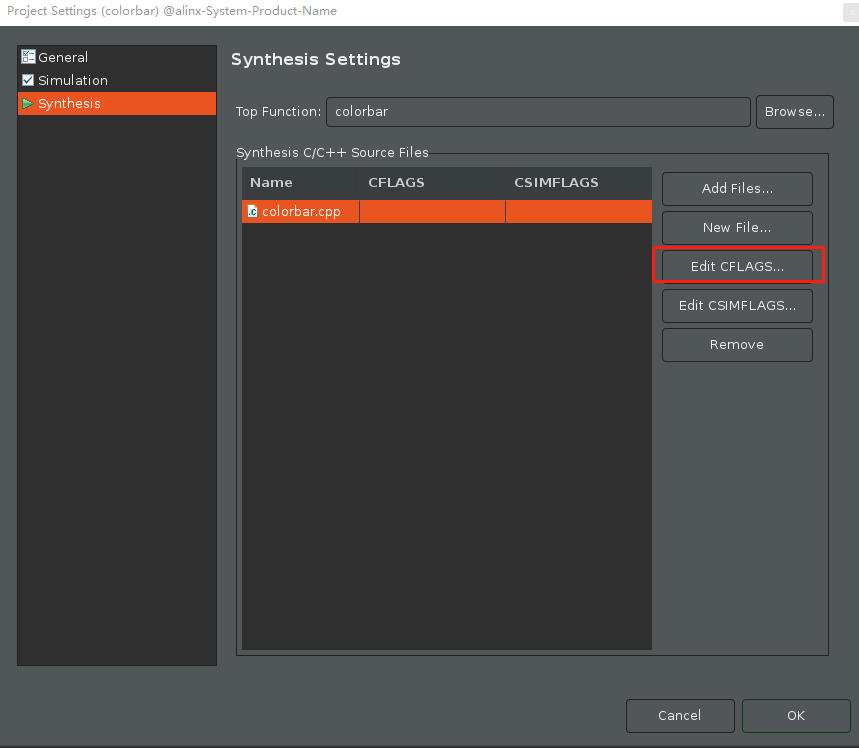 Project Settings (colorbar) @alinx-System-Product-Name
General
Simulation
Synthesis
Synthesis Settings
Top Function:
colorbar
Browse...
Synthesis C/C++ Source Files
Name CFLAGS CSIMFLAGS
colorbar.cpp
Add Files...
New File...
Edit CFLAGS...
Edit CSIMFLAGS...
Remove
Cancel
OK